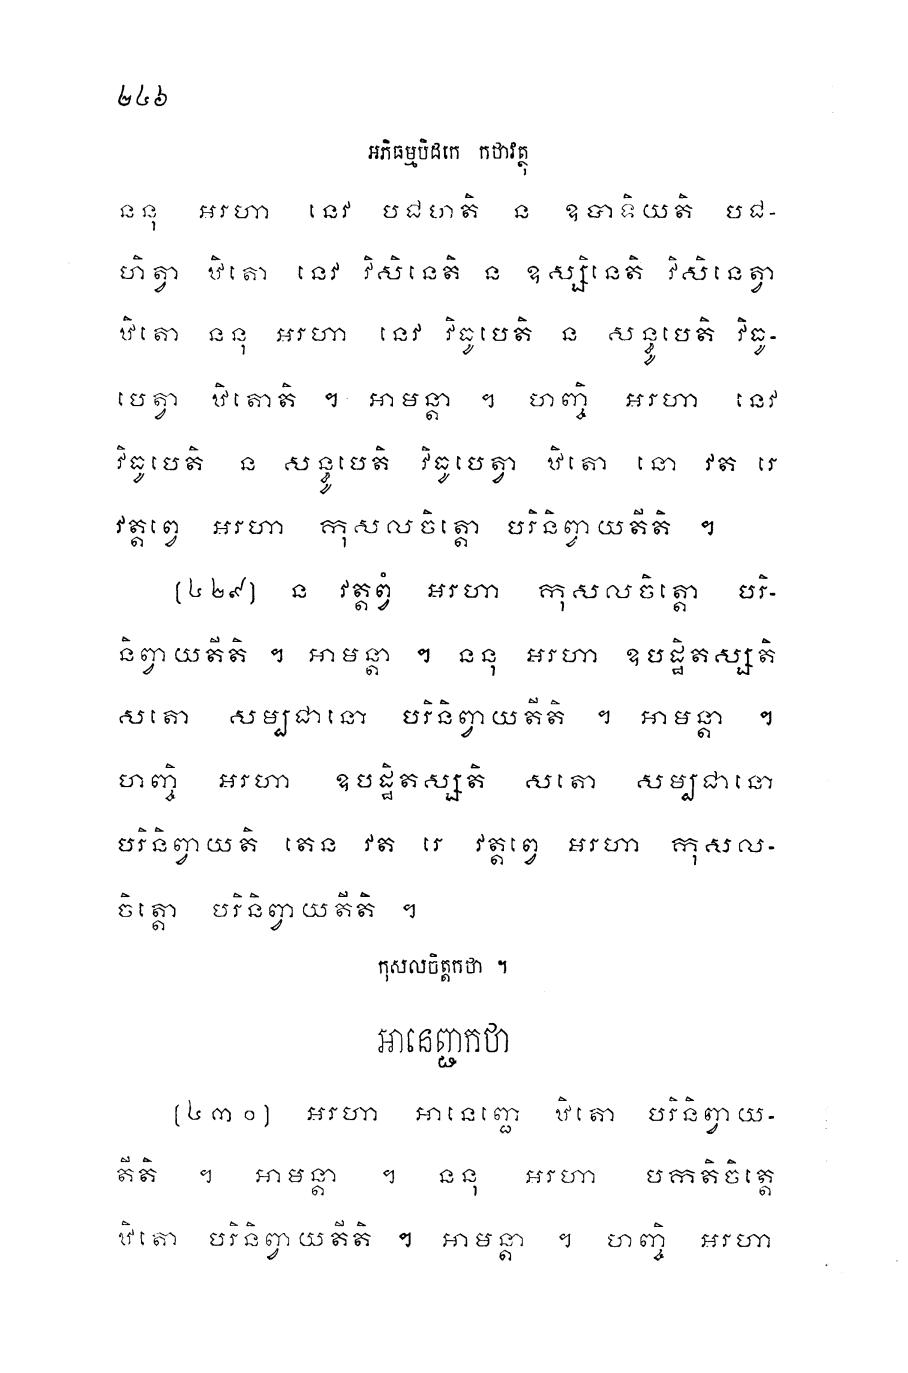 ២៤៦
អភិធម្មបិដកេ កថាវត្ថុ
ននុ អរហា នេវ បជហតិ ន ឧបាទិយតិ បជ-
ហិត្វា ឋិតោ នេវ វិសិនេតិ ន ឧស្សិនេតិ វិសិនេត្វា
ឋិតោ ននុ អរហា នេវ វិធូបេតិ ន សន្ធូបេតិ វិធូ-
បេត្វា ឋិតោតិ ។ អាមន្តា ។ ហញ្ចិ អរហា នេវ
វិធូបេតិ ន សន្ធូបេតិ វិធូបេត្វា ឋិតោ នោ វត រេ
វត្តព្វេ អរហា កុសលចិត្តោ បរិនិព្វាយតីតិ ។
(៤២៩) ន វត្តព្វំ អរហា កុសលចិត្តោ បរិ-
និព្វាយតីតិ ។ អាមន្តា ។ ននុ អរហា ឧបដ្ឋិតស្សតិ
សតោ សម្បជានោ បរិនិព្វាយតីតិ ។ អាមន្តា ។
ហញ្ចិ អរហា ឧបដ្ឋិតស្សតិ សតោ សម្បជានោ
បរិនិព្វាយតិ តេន វត រេ វត្តព្វេ អរហា កុសល-
ចិត្តោ បរិនិព្វាយតីតិ ។
កុសលចិត្តកថា ។
អានេញ្ជកថា
(៤៣០) អរហា អានេញ្ជេ ឋិតោ បរិនិព្វាយ-
តីតិ ។ អាមន្តា ។ ននុ អរហា បកតិចិត្តេ
ឋិតោ បរិនិព្វាយតីតិ ។ អាមន្តា ។ ហញ្ចិ អរហា